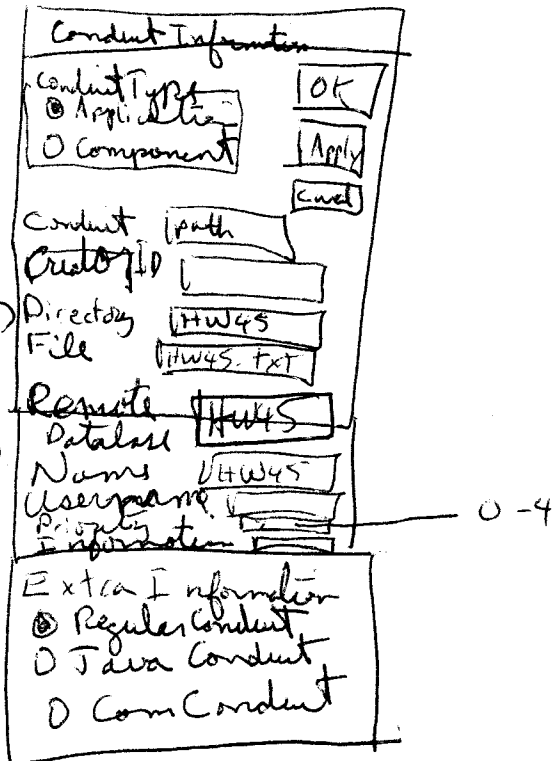 Conduit Information
Conduit Type
Application OK
Component Apply
Cancel
Conduit path
Creator ID
Directory HW45
File HW45.txt
Remote HW45
Database
Name HW45
Username
Priority 0-4
Information
Extra Information
Regular Conduit
Java Conduit
Com Conduit